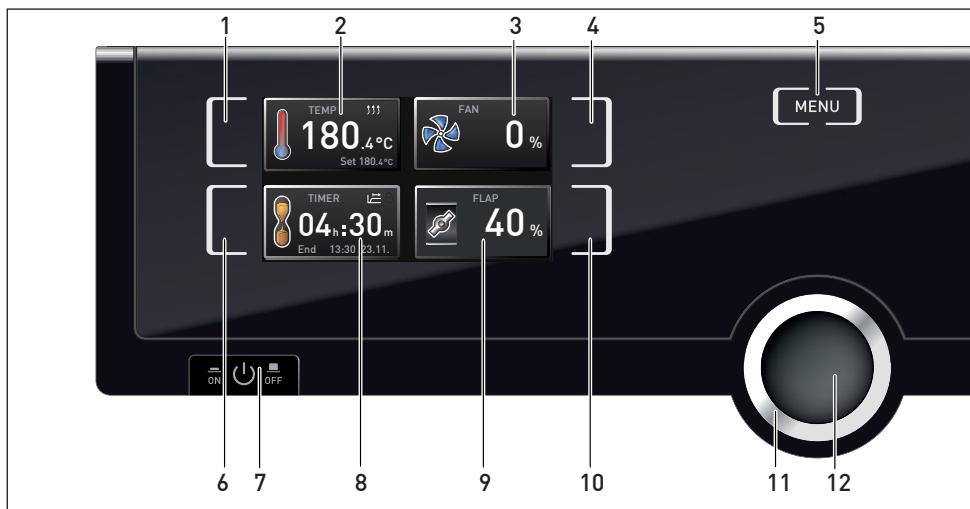 1 2 3 4 5
MENU
TEMP FAN
180.4°C 0 %
Set 180.4°C
TIMER FLAP
04h:30m 40 %
End 13:30 23.11.
ON OFF
6 7 8 9 10 11 12